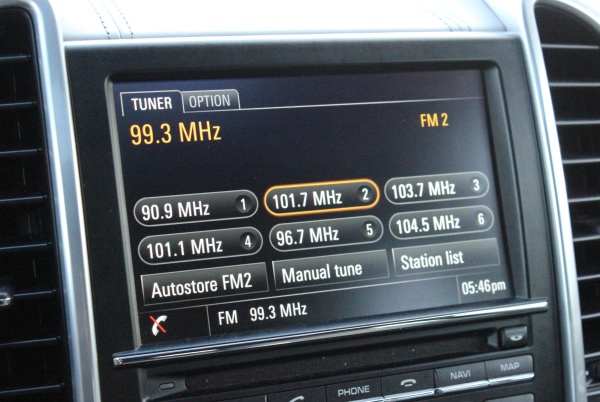 TUNER OPTION
99.3 MHz FM 2
90.9 MHz 1 101.7 MHz 2 103.7 MHz 3
101.1 MHz 4 96.7 MHz 5 104.5 MHz 6
Autostore FM2 Manual tune Station list
FM 99.3 MHz 05:46pm
PHONE NAVI MAP